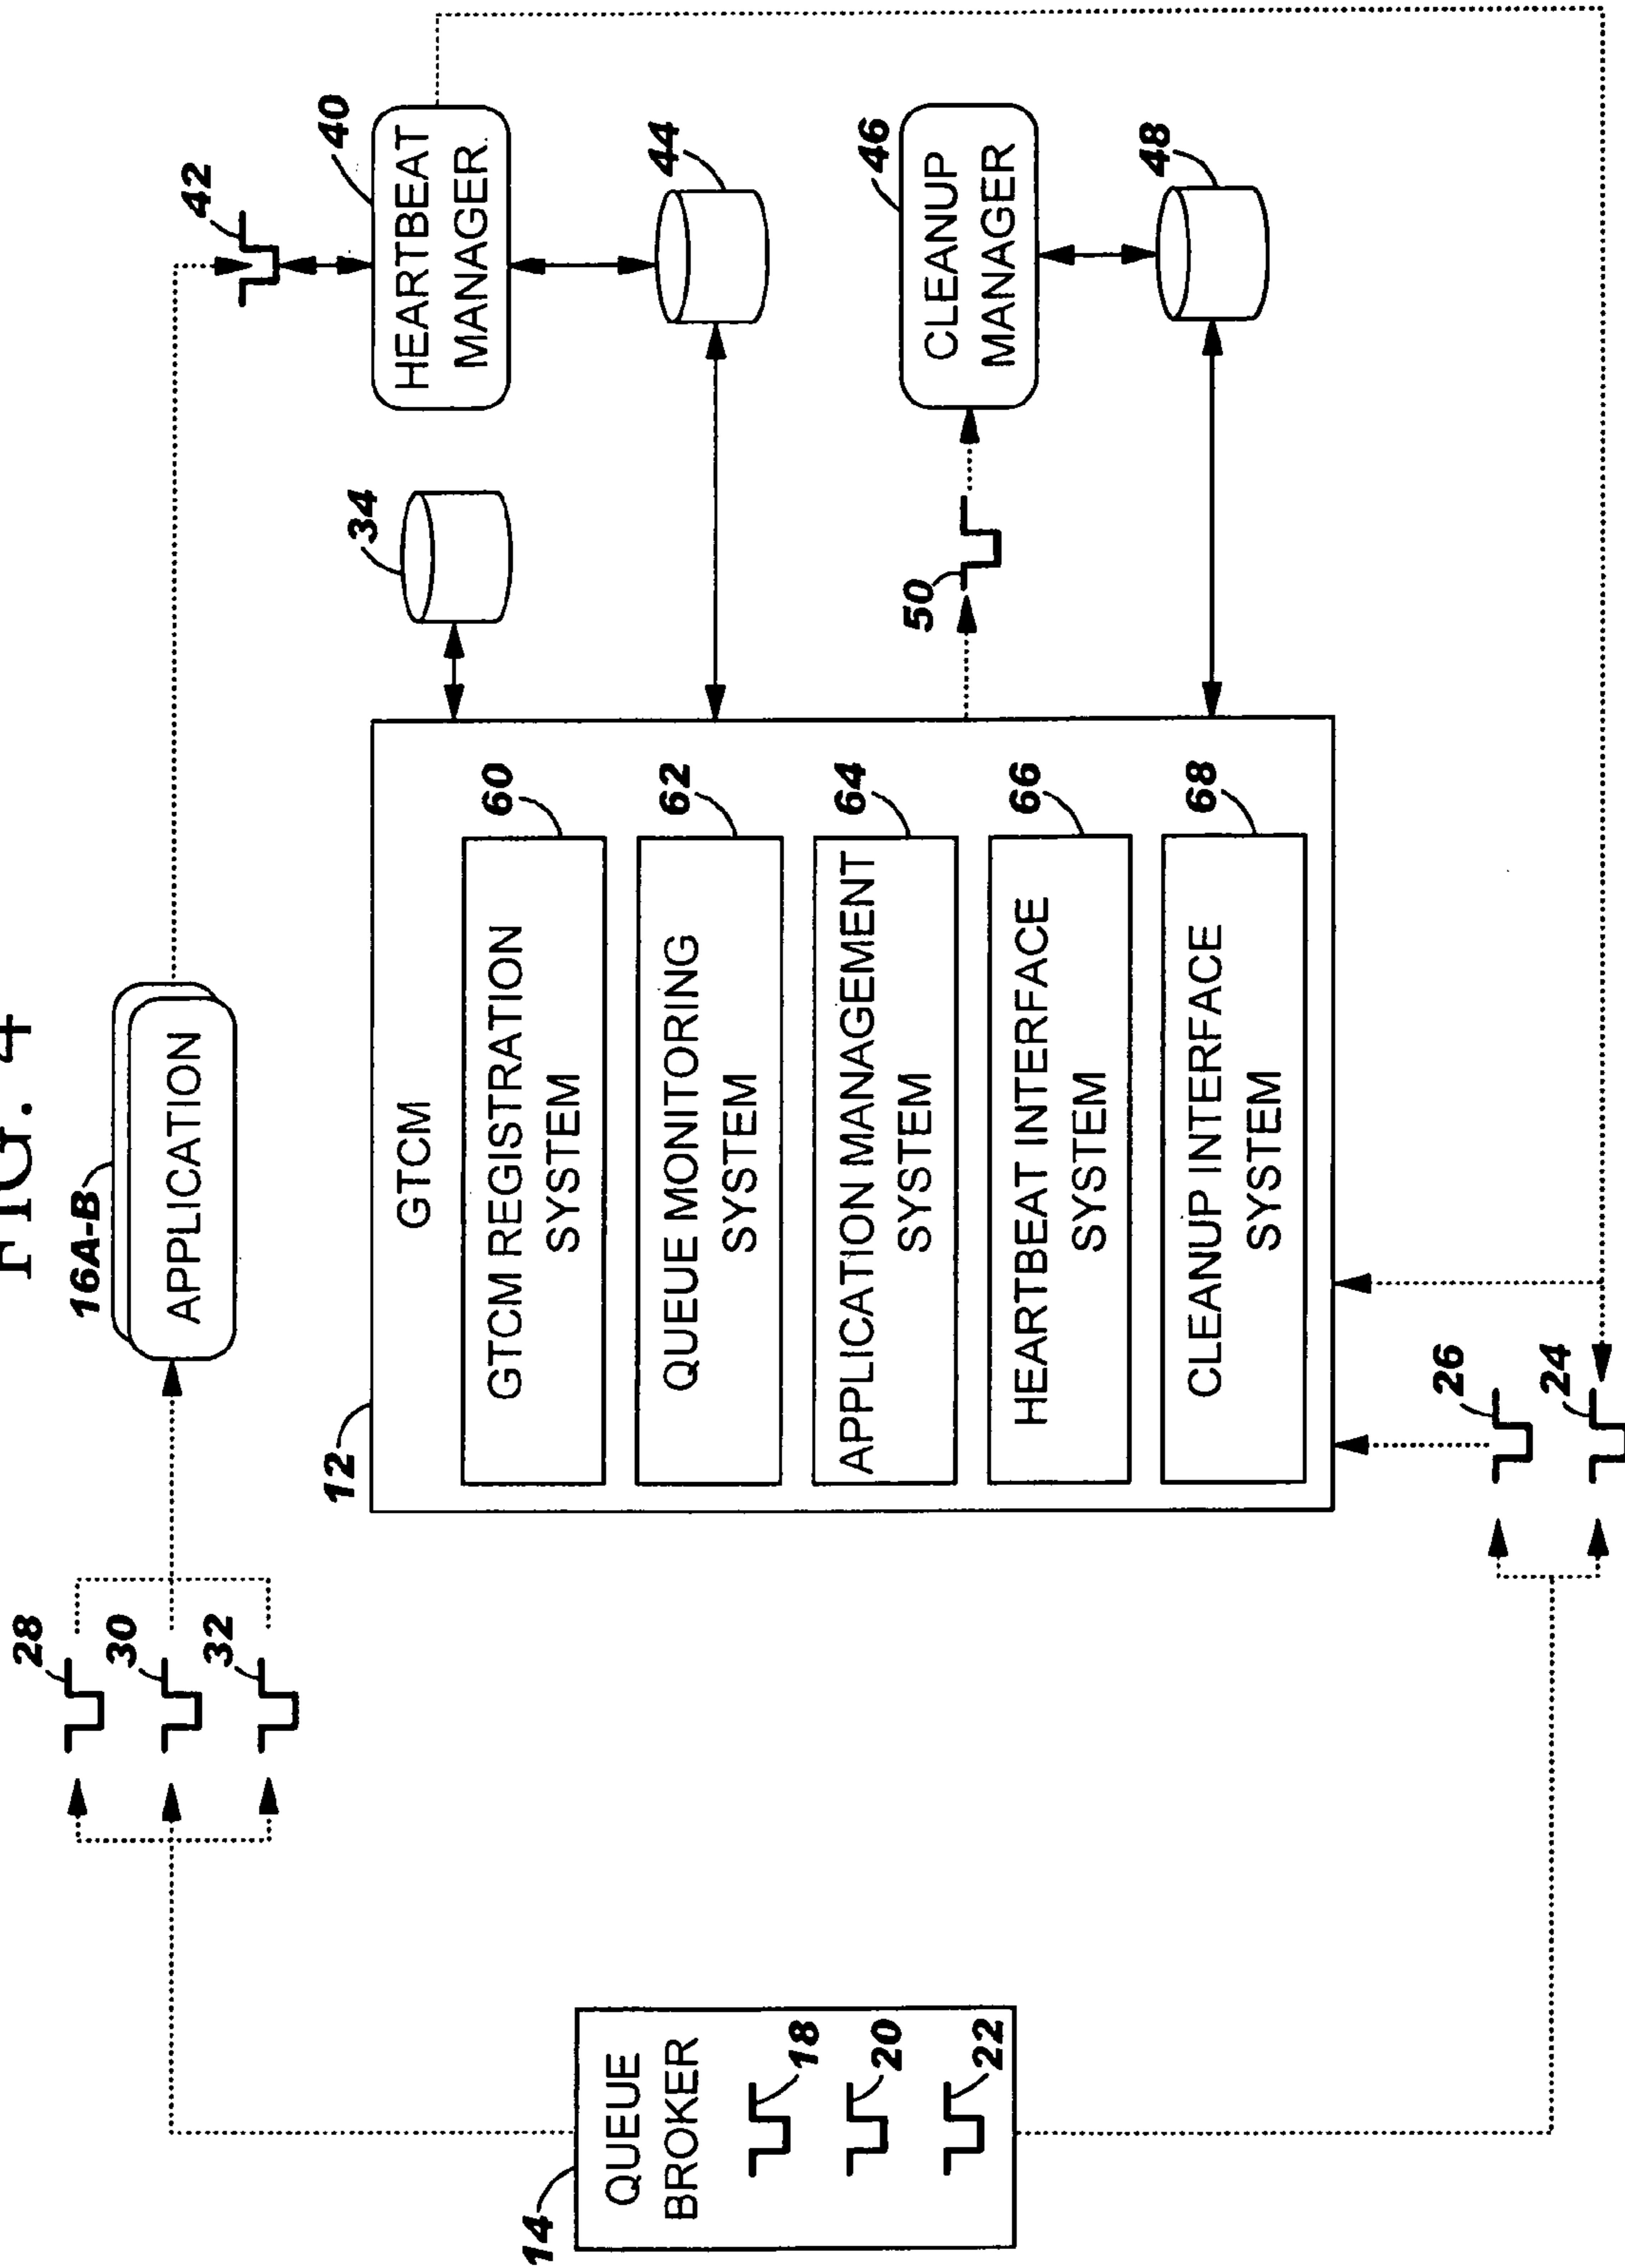 FIG. 4
28
30
32
16A-B
APPLICATION
42
14
QUEUE
BROKER
18
20
22
12
GTCM
GTCM REGISTRATION
SYSTEM
60
QUEUE MONITORING
SYSTEM
62
APPLICATION MANAGEMENT
SYSTEM
64
HEARTBEAT INTERFACE
SYSTEM
66
CLEANUP INTERFACE
SYSTEM
68
34
40
HEARTBEAT
MANAGER
44
50
46
CLEANUP
MANAGER
48
26
24